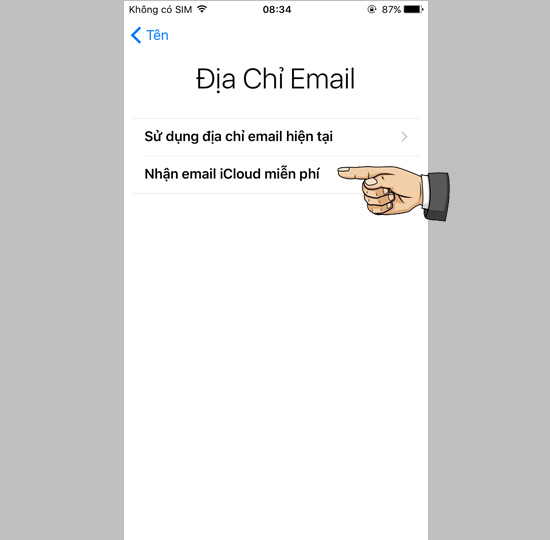 Không có SIM 08:34 87%
Tên
Địa Chỉ Email
Sử dụng địa chỉ email hiện tại
Nhận email iCloud miễn phí